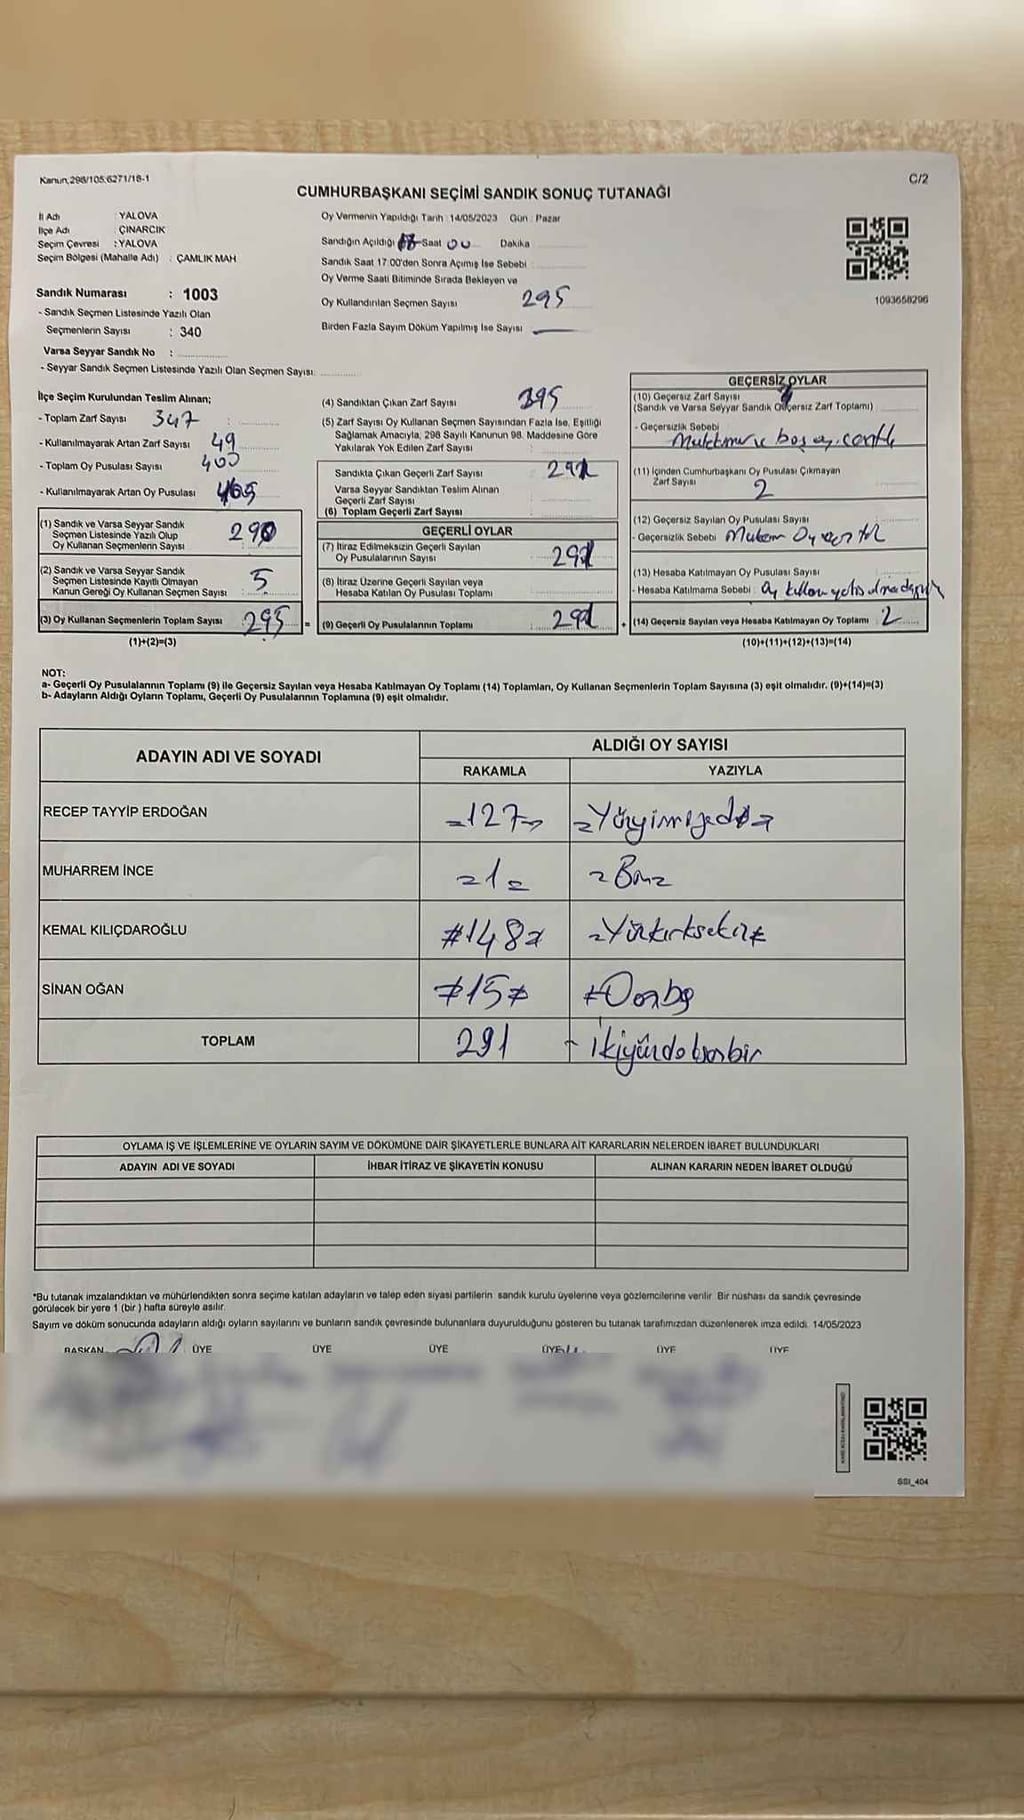 Kanun,298/105;6271/18-1
C/2
CUMHURBAŞKANI SEÇİMİ SANDIK SONUÇ TUTANAĞI
İl Adı : YALOVA
İlçe Adı : ÇINARCIK
Seçim Çevresi : YALOVA
Seçim Bölgesi (Mahalle Adı) : ÇAMLIK MAH
Sandık Numarası : 1003
- Sandık Seçmen Listesinde Yazılı Olan
Seçmenlerin Sayısı : 340
Varsa Seyyar Sandık No :
- Seyyar Sandık Seçmen Listesinde Yazılı Olan Seçmen Sayısı:
Oy Vermenin Yapıldığı Tarih : 14/05/2023 Gün : Pazar
Sandığın Açıldığı Saat 00 Dakika
Sandık Saat 17:00'den Sonra Açımış İse Sebebi :
Oy Verme Saati Bitiminde Sırada Bekleyen ve
Oy Kullandırılan Seçmen Sayısı 295
Birden Fazla Sayım Döküm Yapılmış İse Sayısı
1093658296
İlçe Seçim Kurulundan Teslim Alınan;
- Toplam Zarf Sayısı : 347
- Kullanılmayarak Artan Zarf Sayısı : 49
- Toplam Oy Pusulası Sayısı : 400
- Kullanılmayarak Artan Oy Pusulası :
(1) Sandık ve Varsa Seyyar Sandık
Seçmen Listesinde Yazılı Olup
Oy Kullanan Seçmenlerin Sayısı 290
(2) Sandık ve Varsa Seyyar Sandık
Seçmen Listesinde Kayıtlı Olmayan
Kanun Gereği Oy Kullanan Seçmen Sayısı : 5
(3) Oy Kullanan Seçmenlerin Toplam Sayısı : 295 =
(1)+(2)=(3)
(4) Sandıktan Çıkan Zarf Sayısı 395
(5) Zarf Sayısı Oy Kullanan Seçmen Sayısından Fazla İse, Eşitliği
Sağlamak Amacıyla, 298 Sayılı Kanunun 98. Maddesine Göre
Yakılarak Yok Edilen Zarf Sayısı :
Sandıkta Çıkan Geçerli Zarf Sayısı 291
Varsa Seyyar Sandıktan Teslim Alınan
Geçerli Zarf Sayısı
(6) Toplam Geçerli Zarf Sayısı
GEÇERLİ OYLAR
(7) İtiraz Edilmeksizin Geçerli Sayılan
Oy Pusulalarının Sayısı 291
(8) İtiraz Üzerine Geçerli Sayılan veya
Hesaba Katılan Oy Pusulası Toplamı
(9) Geçerli Oy Pusulalarının Toplamı : 291 +
GEÇERSİZ OYLAR
(10) Geçersiz Zarf Sayısı
(Sandık ve Varsa Seyyar Sandık Geçersiz Zarf Toplamı)
- Geçersizlik Sebebi
(11) İçinden Cumhurbaşkanı Oy Pusulası Çıkmayan
Zarf Sayısı 2
(12) Geçersiz Sayılan Oy Pusulası Sayısı
- Geçersizlik Sebebi
(13) Hesaba Katılmayan Oy Pusulası Sayısı
- Hesaba Katılmama Sebebi :
(14) Geçersiz Sayılan veya Hesaba Katılmayan Oy Toplamı : 2
(10)+(11)+(12)+(13)=(14)
NOT:
a- Geçerli Oy Pusulalarının Toplamı (9) ile Geçersiz Sayılan veya Hesaba Katılmayan Oy Toplamı (14) Toplamları, Oy Kullanan Seçmenlerin Toplam Sayısına (3) eşit olmalıdır. (9)+(14)=(3)
b- Adayların Aldığı Oyların Toplamı, Geçerli Oy Pusulalarının Toplamına (9) eşit olmalıdır.
ADAYIN ADI VE SOYADI
ALDIĞI OY SAYISI
RAKAMLA YAZIYLA
RECEP TAYYİP ERDOĞAN =127= =Yüzyirmiyedi=
MUHARREM İNCE =1= =Bir=
KEMAL KILIÇDAROĞLU #148= =Yüzkırksekiz#
SİNAN OĞAN #15# #Onbeş
TOPLAM 291 - ikiyüzdoksanbir
OYLAMA İŞ VE İŞLEMLERİNE VE OYLARIN SAYIM VE DÖKÜMÜNE DAİR ŞİKAYETLERLE BUNLARA AİT KARARLARIN NELERDEN İBARET BULUNDUKLARI
ADAYIN ADI VE SOYADI İHBAR İTİRAZ VE ŞİKAYETİN KONUSU ALINAN KARARIN NEDEN İBARET OLDUĞU
*Bu tutanak imzalandıktan ve mühürlendikten sonra seçime katılan adayların ve talep eden siyasi partilerin sandık kurulu üyelerine veya gözlemcilerine verilir. Bir nüshası da sandık çevresinde
görülecek bir yere 1 (bir ) hafta süreyle asılır.
Sayım ve döküm sonucunda adayların aldığı oyların sayılarını ve bunların sandık çevresinde bulunanlara duyurulduğunu gösteren bu tutanak tarafımızdan düzenlenerek imza edildi. 14/05/2023
BAŞKAN ÜYE ÜYE ÜYE ÜYE ÜYE ÜYE
SSI_404